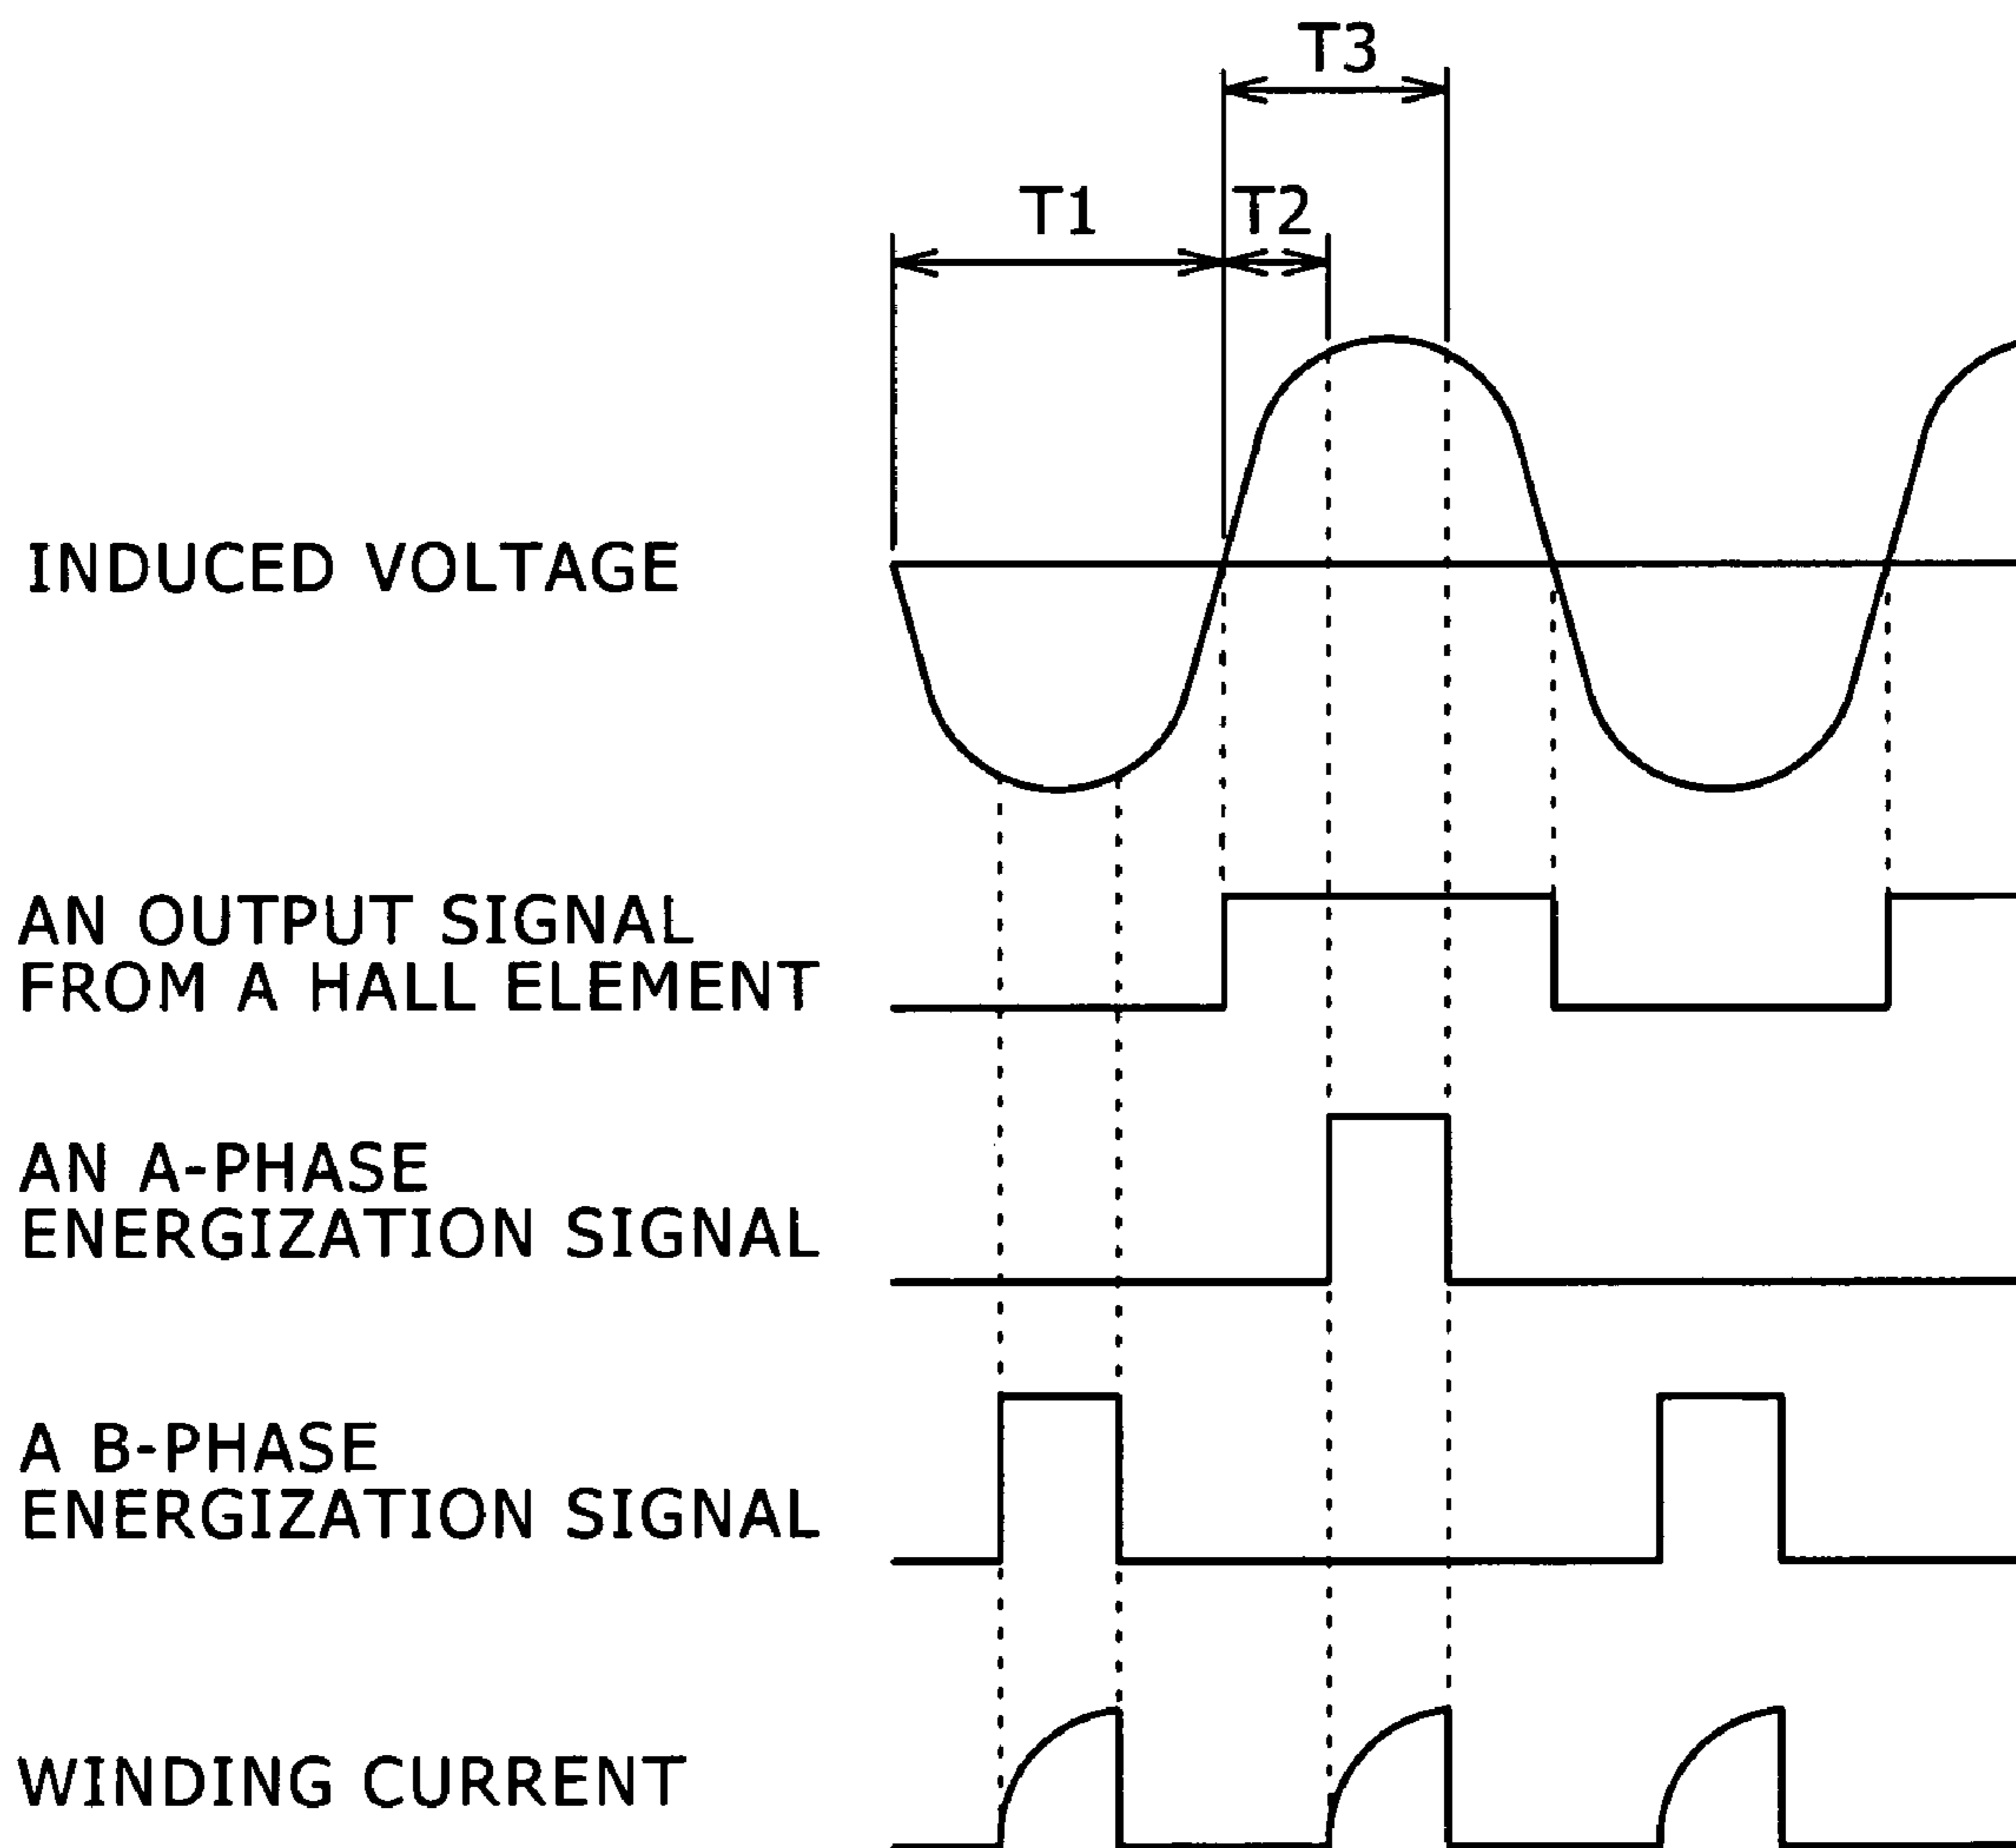 T3
T1
T2
INDUCED VOLTAGE
AN OUTPUT SIGNAL
FROM A HALL ELEMENT
AN A-PHASE
ENERGIZATION SIGNAL
A B-PHASE
ENERGIZATION SIGNAL
WINDING CURRENT